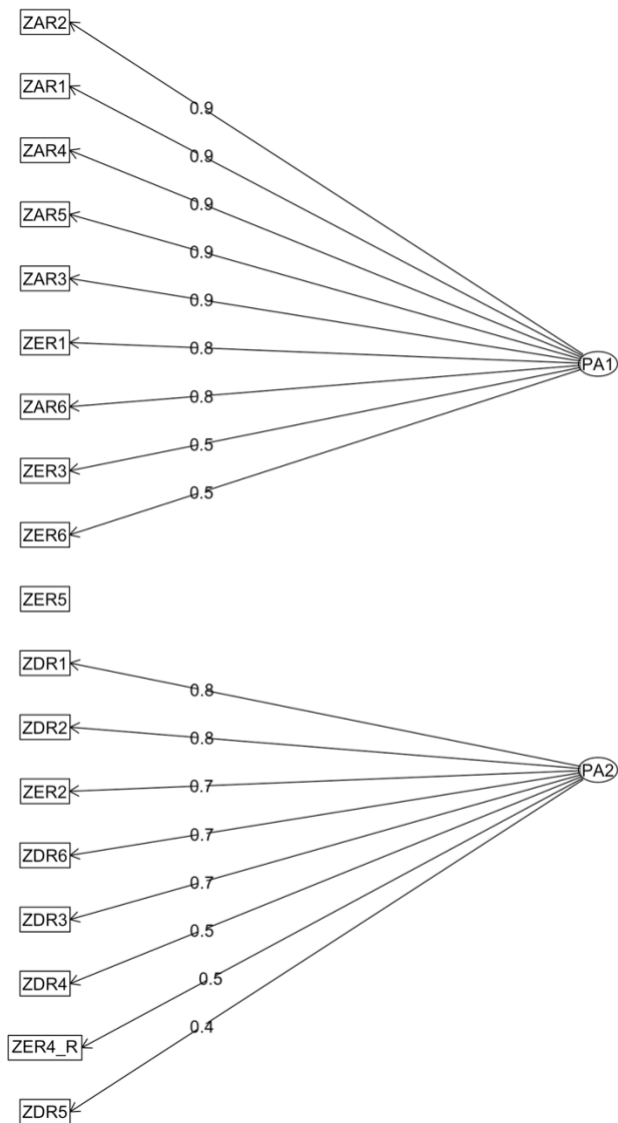 ZAR2
ZAR1
0.9
ZAR4
0.9
0.9
ZAR5
0.9
ZAR3
0.9
ZER1
0.8
PA1
ZAR6
0.8
0.5
ZER3
0.5
ZER6
ZER5
ZDR1
0.8
ZDR2
0.8
PA2
ZER2
0.7
0.7
ZDR6
0.7
ZDR3
0.5
ZDR4
0.5
0.4
ZER4_R
ZDR5